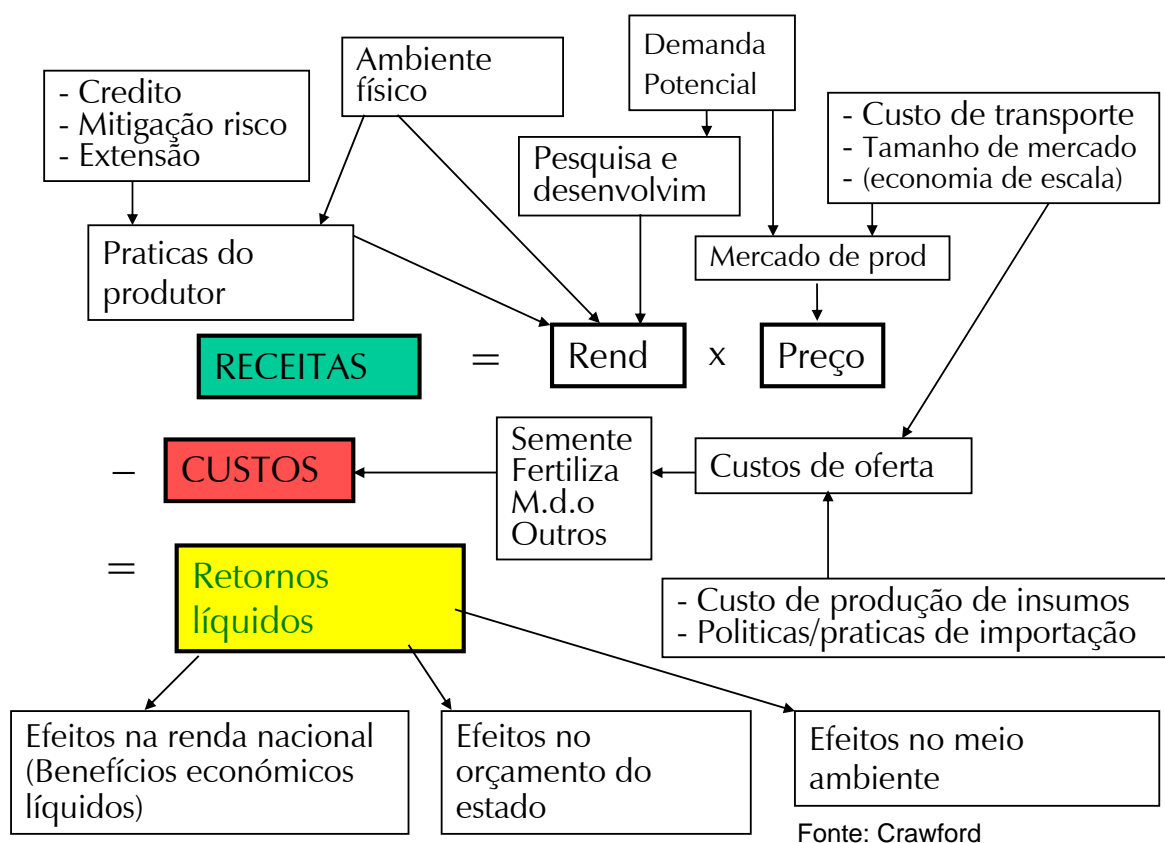 - Credito
- Mitigação risco
- Extensão
Ambiente
físico
Demanda
Potencial
- Custo de transporte
- Tamanho de mercado
- (economia de escala)
Pesquisa e
desenvolvim
Praticas do
produtor
Mercado de prod
RECEITAS
=
Rend
x
Preço
–
CUSTOS
Semente
Fertiliza
M.d.o
Outros
Custos de oferta
=
Retornos
líquidos
- Custo de produção de insumos
- Politicas/praticas de importação
Efeitos na renda nacional
(Benefícios económicos
líquidos)
Efeitos no
orçamento do
estado
Efeitos no meio
ambiente
Fonte: Crawford